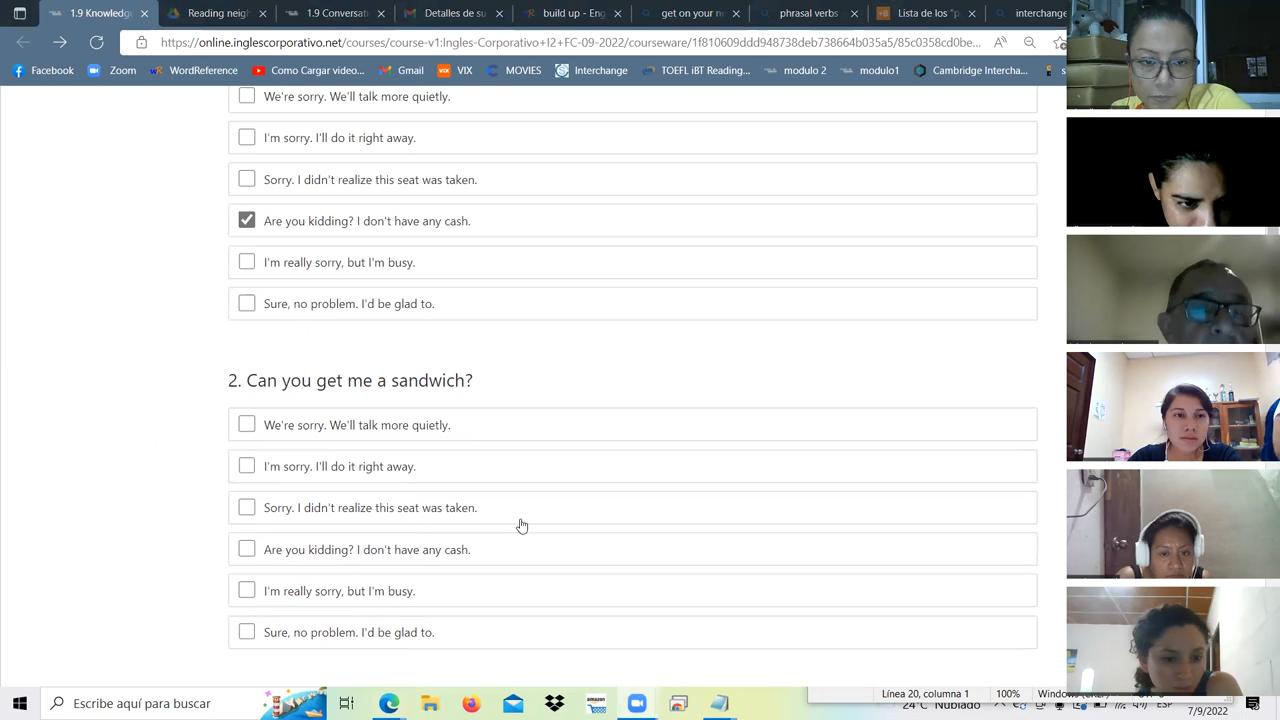 1.9 Knowledg
Reading neigh
1.9 Conversa
Detalles de su
- Eng
get on your n
verbs
Lista de los "p
interchange
https://online.inglescorporativo.net/courses/course-v1:Ingles-Corporativo+I2+FC-09-2022/courseware/1f810609ddd948738deb738664b035a5/85c0358cd0be...
Facebook
Zoom
WordReference
Como Cargar video...
Gmail
VIX
MOVIES
Interchange
TOEFL iBT Reading...
modulo 2
modulo1
Cambridge Intercha...
We're sorry. We'll talk more quietly.
I'm sorry. I'll do it right away.
Sorry. I didn't realize this seat was taken.
Are you kidding? I don't have any cash.
I'm really sorry, but I'm busy.
Sure, no problem. I'd be glad to.
2. Can you get me a sandwich?
We're sorry. We'll talk more quietly.
I'm sorry. I'll do it right away.
Sorry. I didn't realize this seat was taken.
Are you kidding? I don't have any cash.
I'm really sorry, but I'm busy.
Sure, no problem. I'd be glad to.
Línea 20, columna 1
100%
Escribe aquí para buscar
amazon
Nublado
ESP
7/9/2022